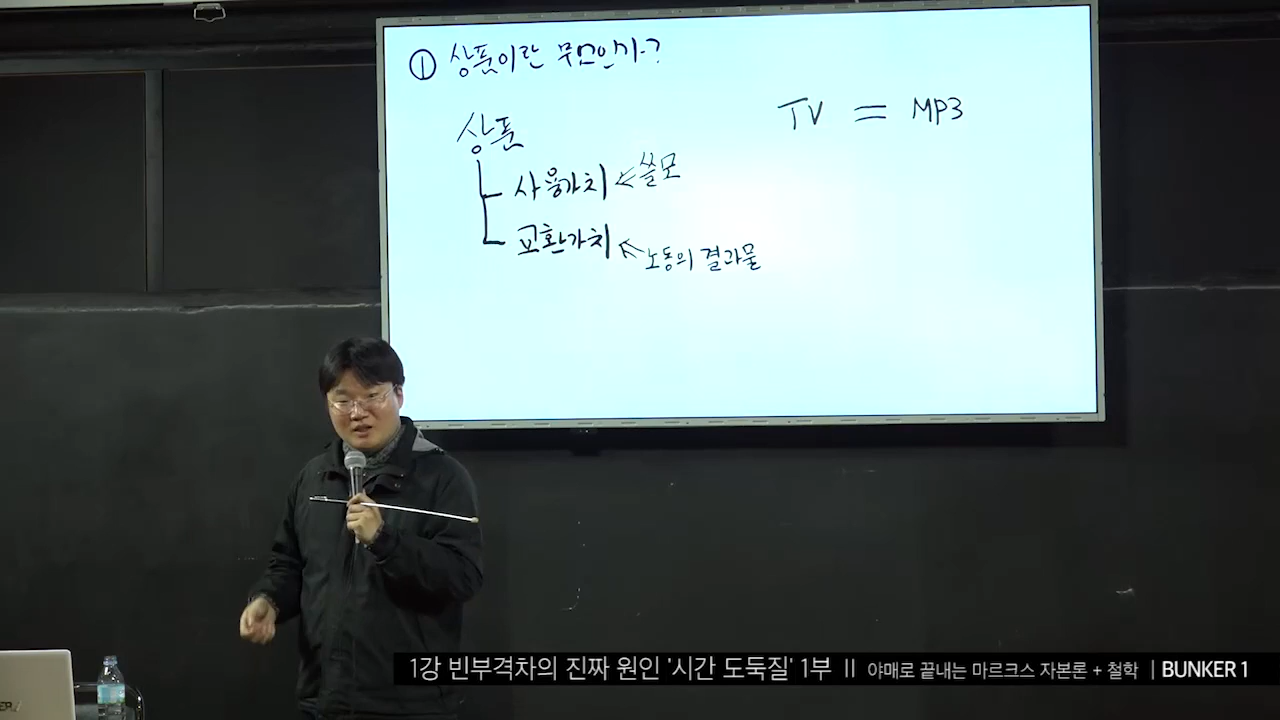 ① 상품이란 무엇인가?
상품
TV = MP3
사용가치 ← 쓸모
교환가치 ← 노동의 결과물
1강 빈부격차의 진짜 원인 '시간 도둑질' 1부 II 야매로 끝내는 마르크스 자본론 + 철학 | BUNKER 1